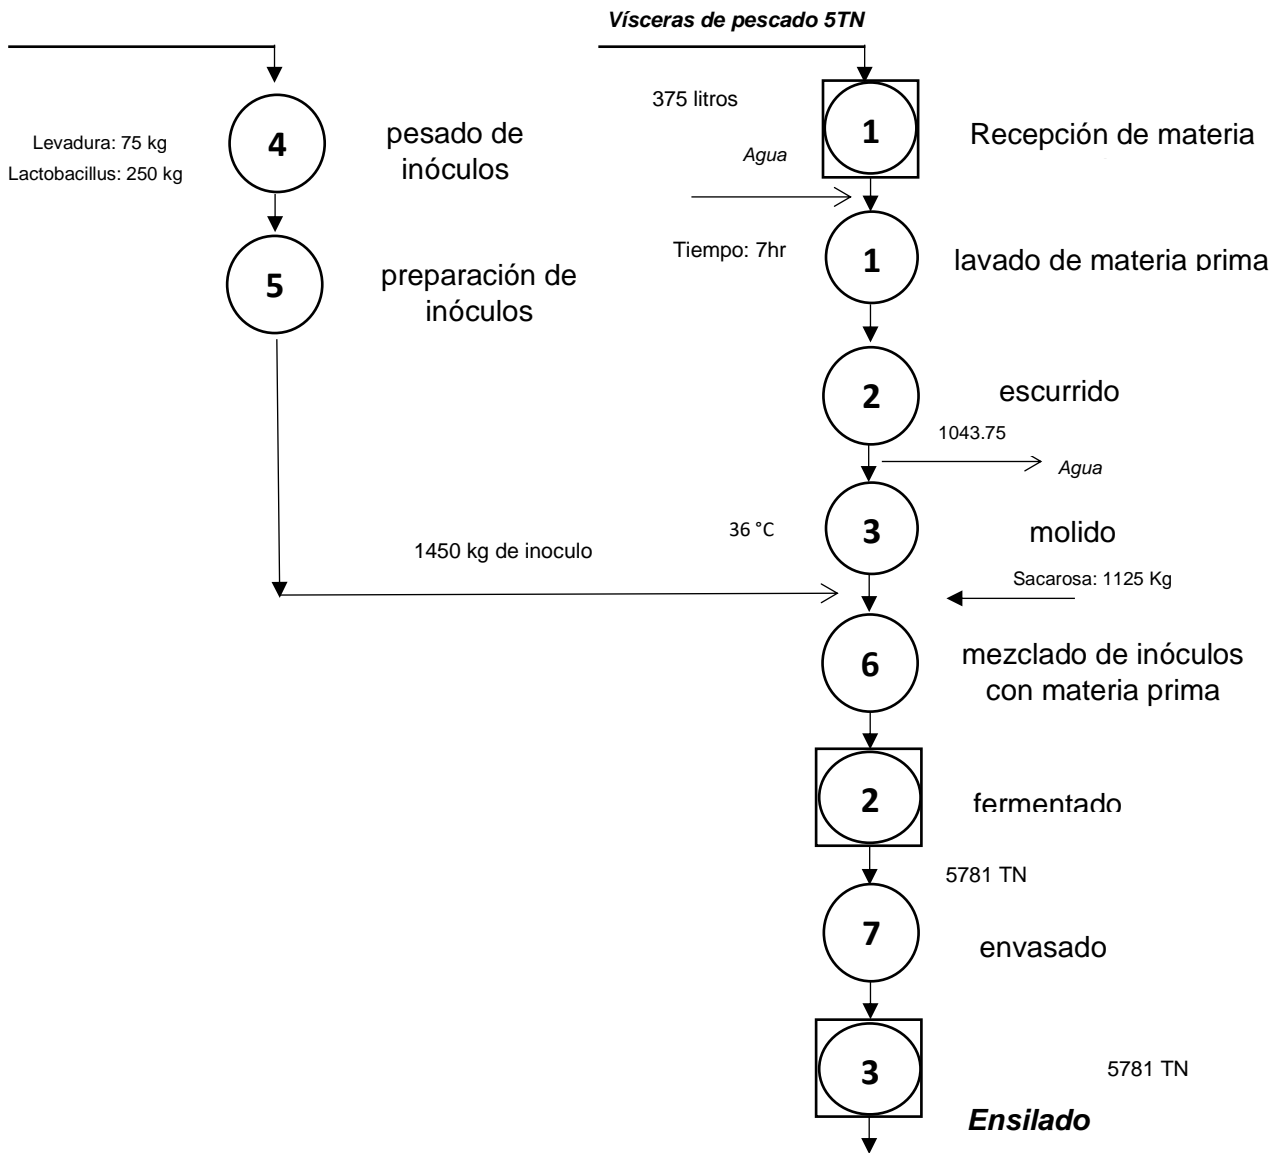 Vísceras de pescado 5TN
4
Levadura: 75 kg
Lactobacillus: 250 kg
pesado de
inóculos
5
preparación de
inóculos
1450 kg de inoculo
375 litros
Agua
1
Recepción de materia
Tiempo: 7hr
1
lavado de materia prima
2
escurrido
1043.75
Agua
36 °C
3
molido
Sacarosa: 1125 Kg
6
mezclado de inóculos
con materia prima
2
fermentado
5781 TN
7
envasado
3
5781 TN
Ensilado